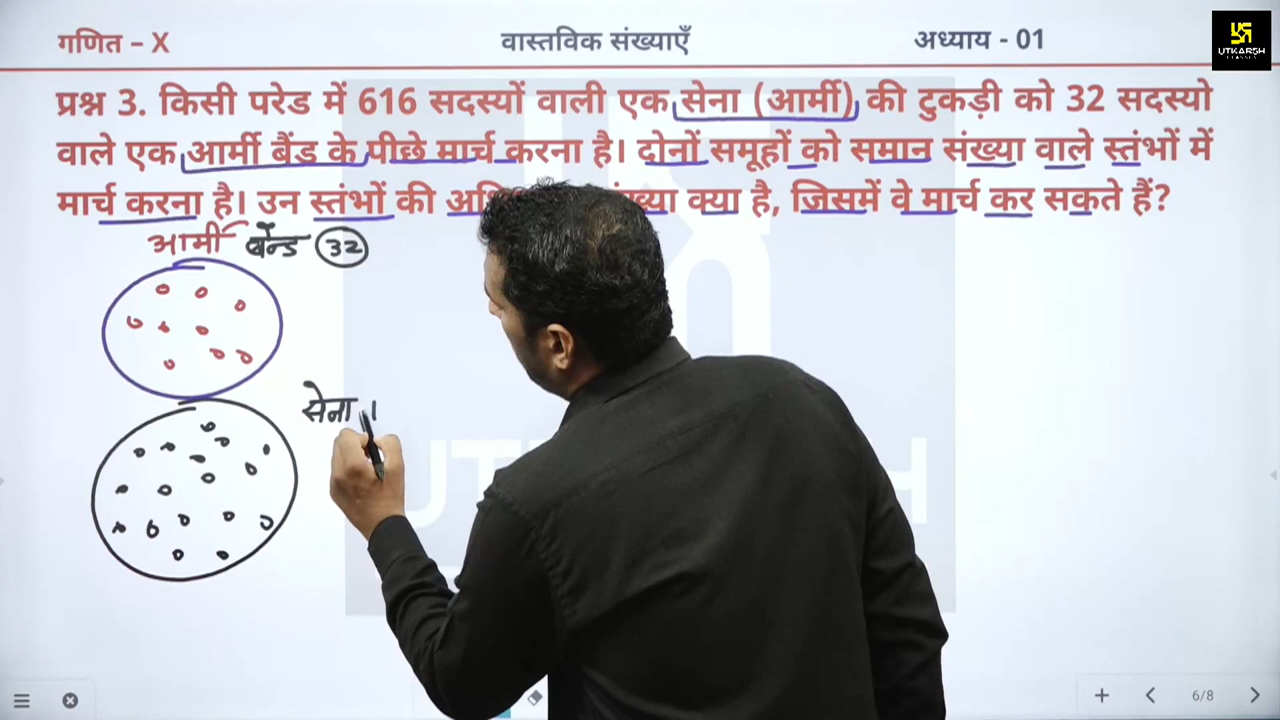 गणित – X
वास्तविक संख्याएँ
अध्याय - 01
UTKARSH
CLASSES
प्रश्न 3. किसी परेड में 616 सदस्यों वाली एक सेना (आर्मी) की टुकड़ी को 32 सदस्यो
वाले एक आर्मी बैंड के पीछे मार्च करना है। दोनों समूहों को समान संख्या वाले स्तंभों में
मार्च करना है। उन स्तंभों की क्या है, जिसमें वे मार्च कर सकते हैं?
आर्मी बैन्ड 32
सेना
6/8